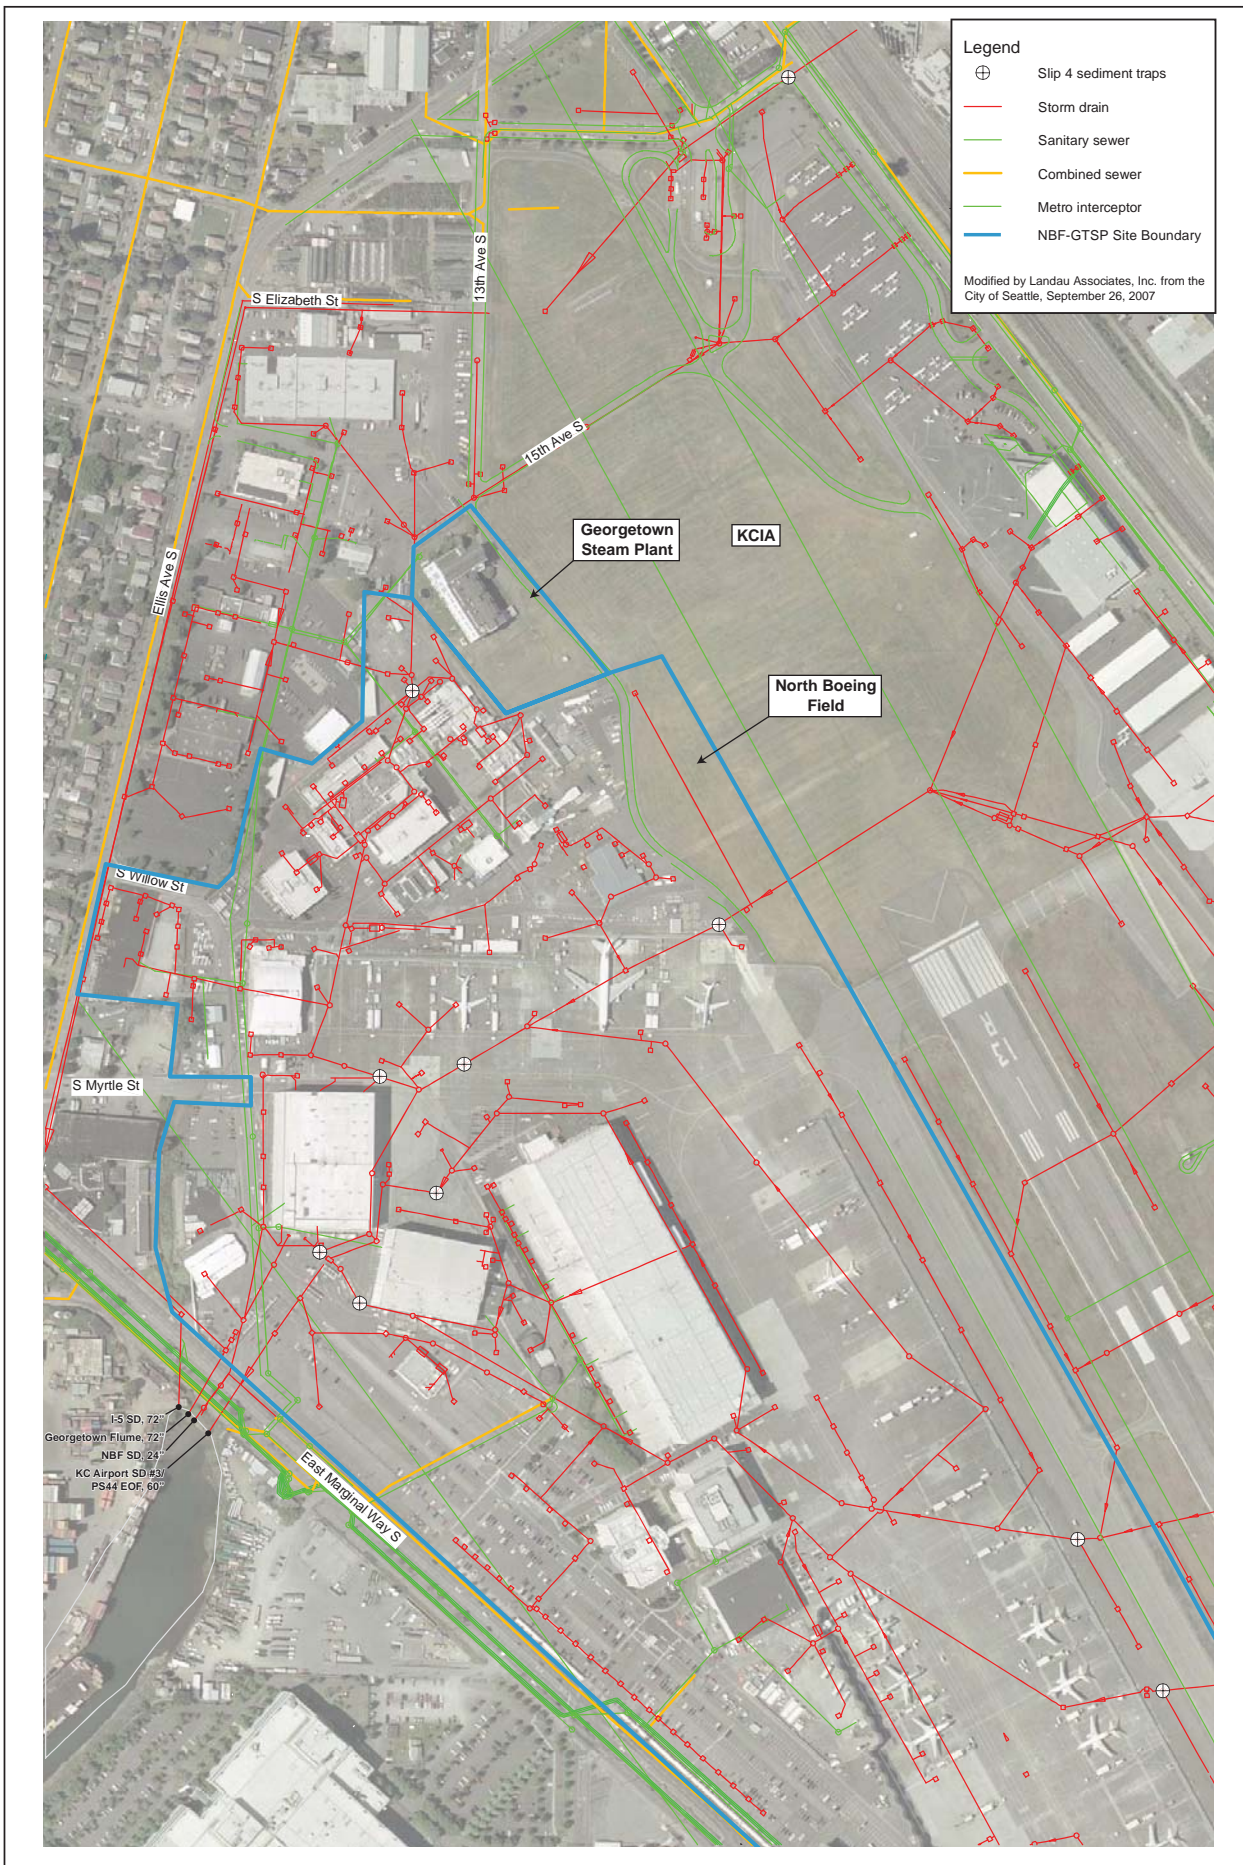 Legend
Slip 4 sediment traps
Storm drain
Sanitary sewer
Combined sewer
Metro interceptor
NBF-GTSP Site Boundary
Modified by Landau Associates, Inc. from the
City of Seattle, September 26, 2007
13th Ave S
S Elizabeth St
15th Ave S
Georgetown
Steam Plant
KCIA
Ellis Ave S
North Boeing
Field
S Willow St
S Myrtle St
I-5 SD, 72"
Georgetown Flume, 72"
NBF SD, 24"
KC Airport SD #3/
PS44 EOF, 60"
East Marginal Way S